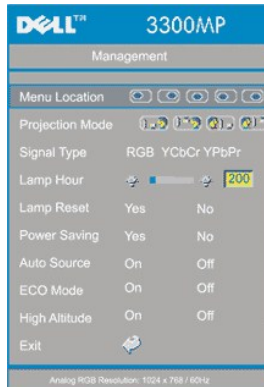 DELL™ 3300MP
Management
Menu Location
Projection Mode
Signal Type RGB YCbCr YPbPr
Lamp Hour 200
Lamp Reset Yes No
Power Saving Yes No
Auto Source On Off
ECO Mode On Off
High Altitude On Off
Exit
Analog RGB Resolution: 1024 x 768 / 60Hz